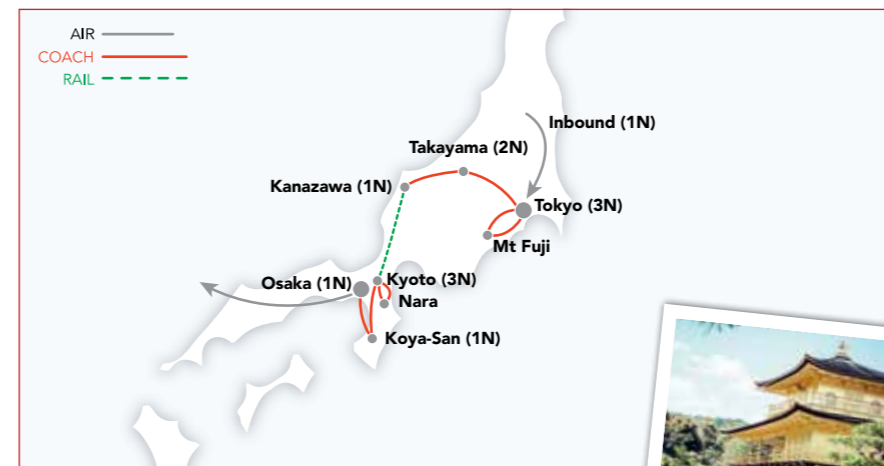 AIR
COACH
RAIL
Inbound (1N)
Takayama (2N)
Kanazawa (1N)
Tokyo (3N)
Mt Fuji
Osaka (1N)
Kyoto (3N)
Nara
Koya-San (1N)